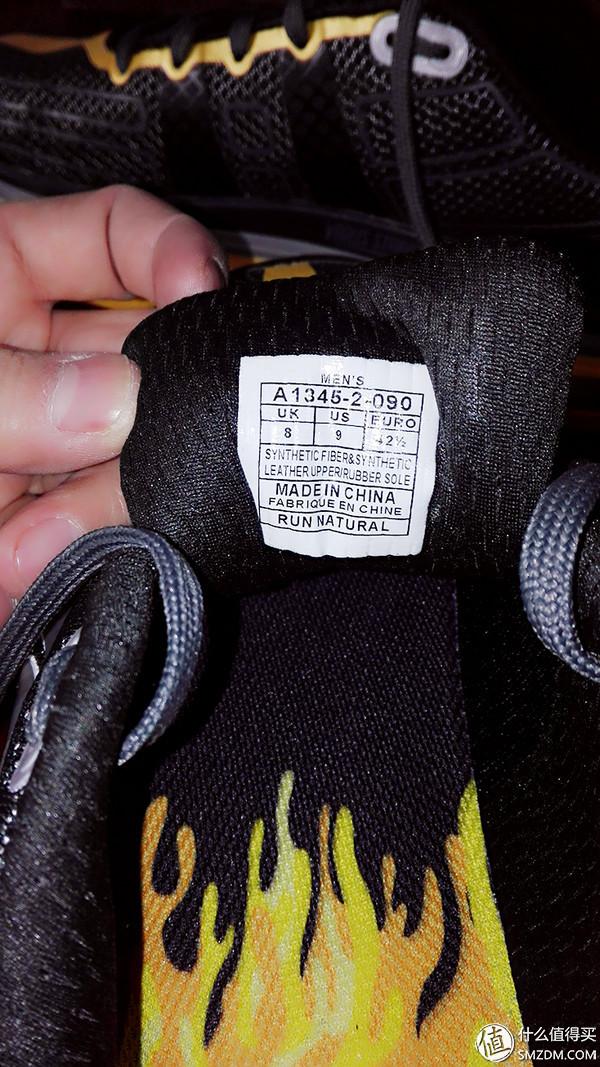 MEN'S
A1345-2-090
UK US EURO
8 9 42½
SYNTHETIC FIBER&SYNTHETIC
LEATHER UPPER/RUBBER SOLE
MADE IN CHINA
FABRIQUE EN CHINE
RUN NATURAL
值 什么值得买
SMZDM.COM